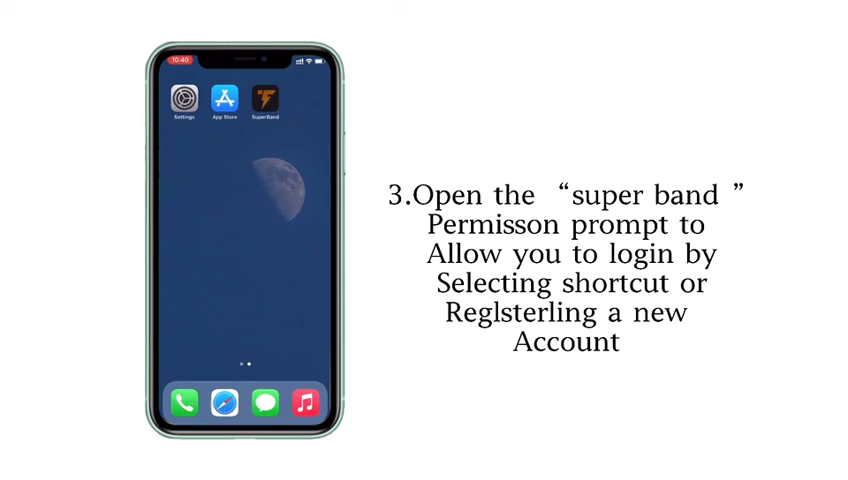 10:40
Settings App Store SuperBand
3.Open the “super band ”
Permisson prompt to
Allow you to login by
Selecting shortcut or
Reglsterling a new
Account